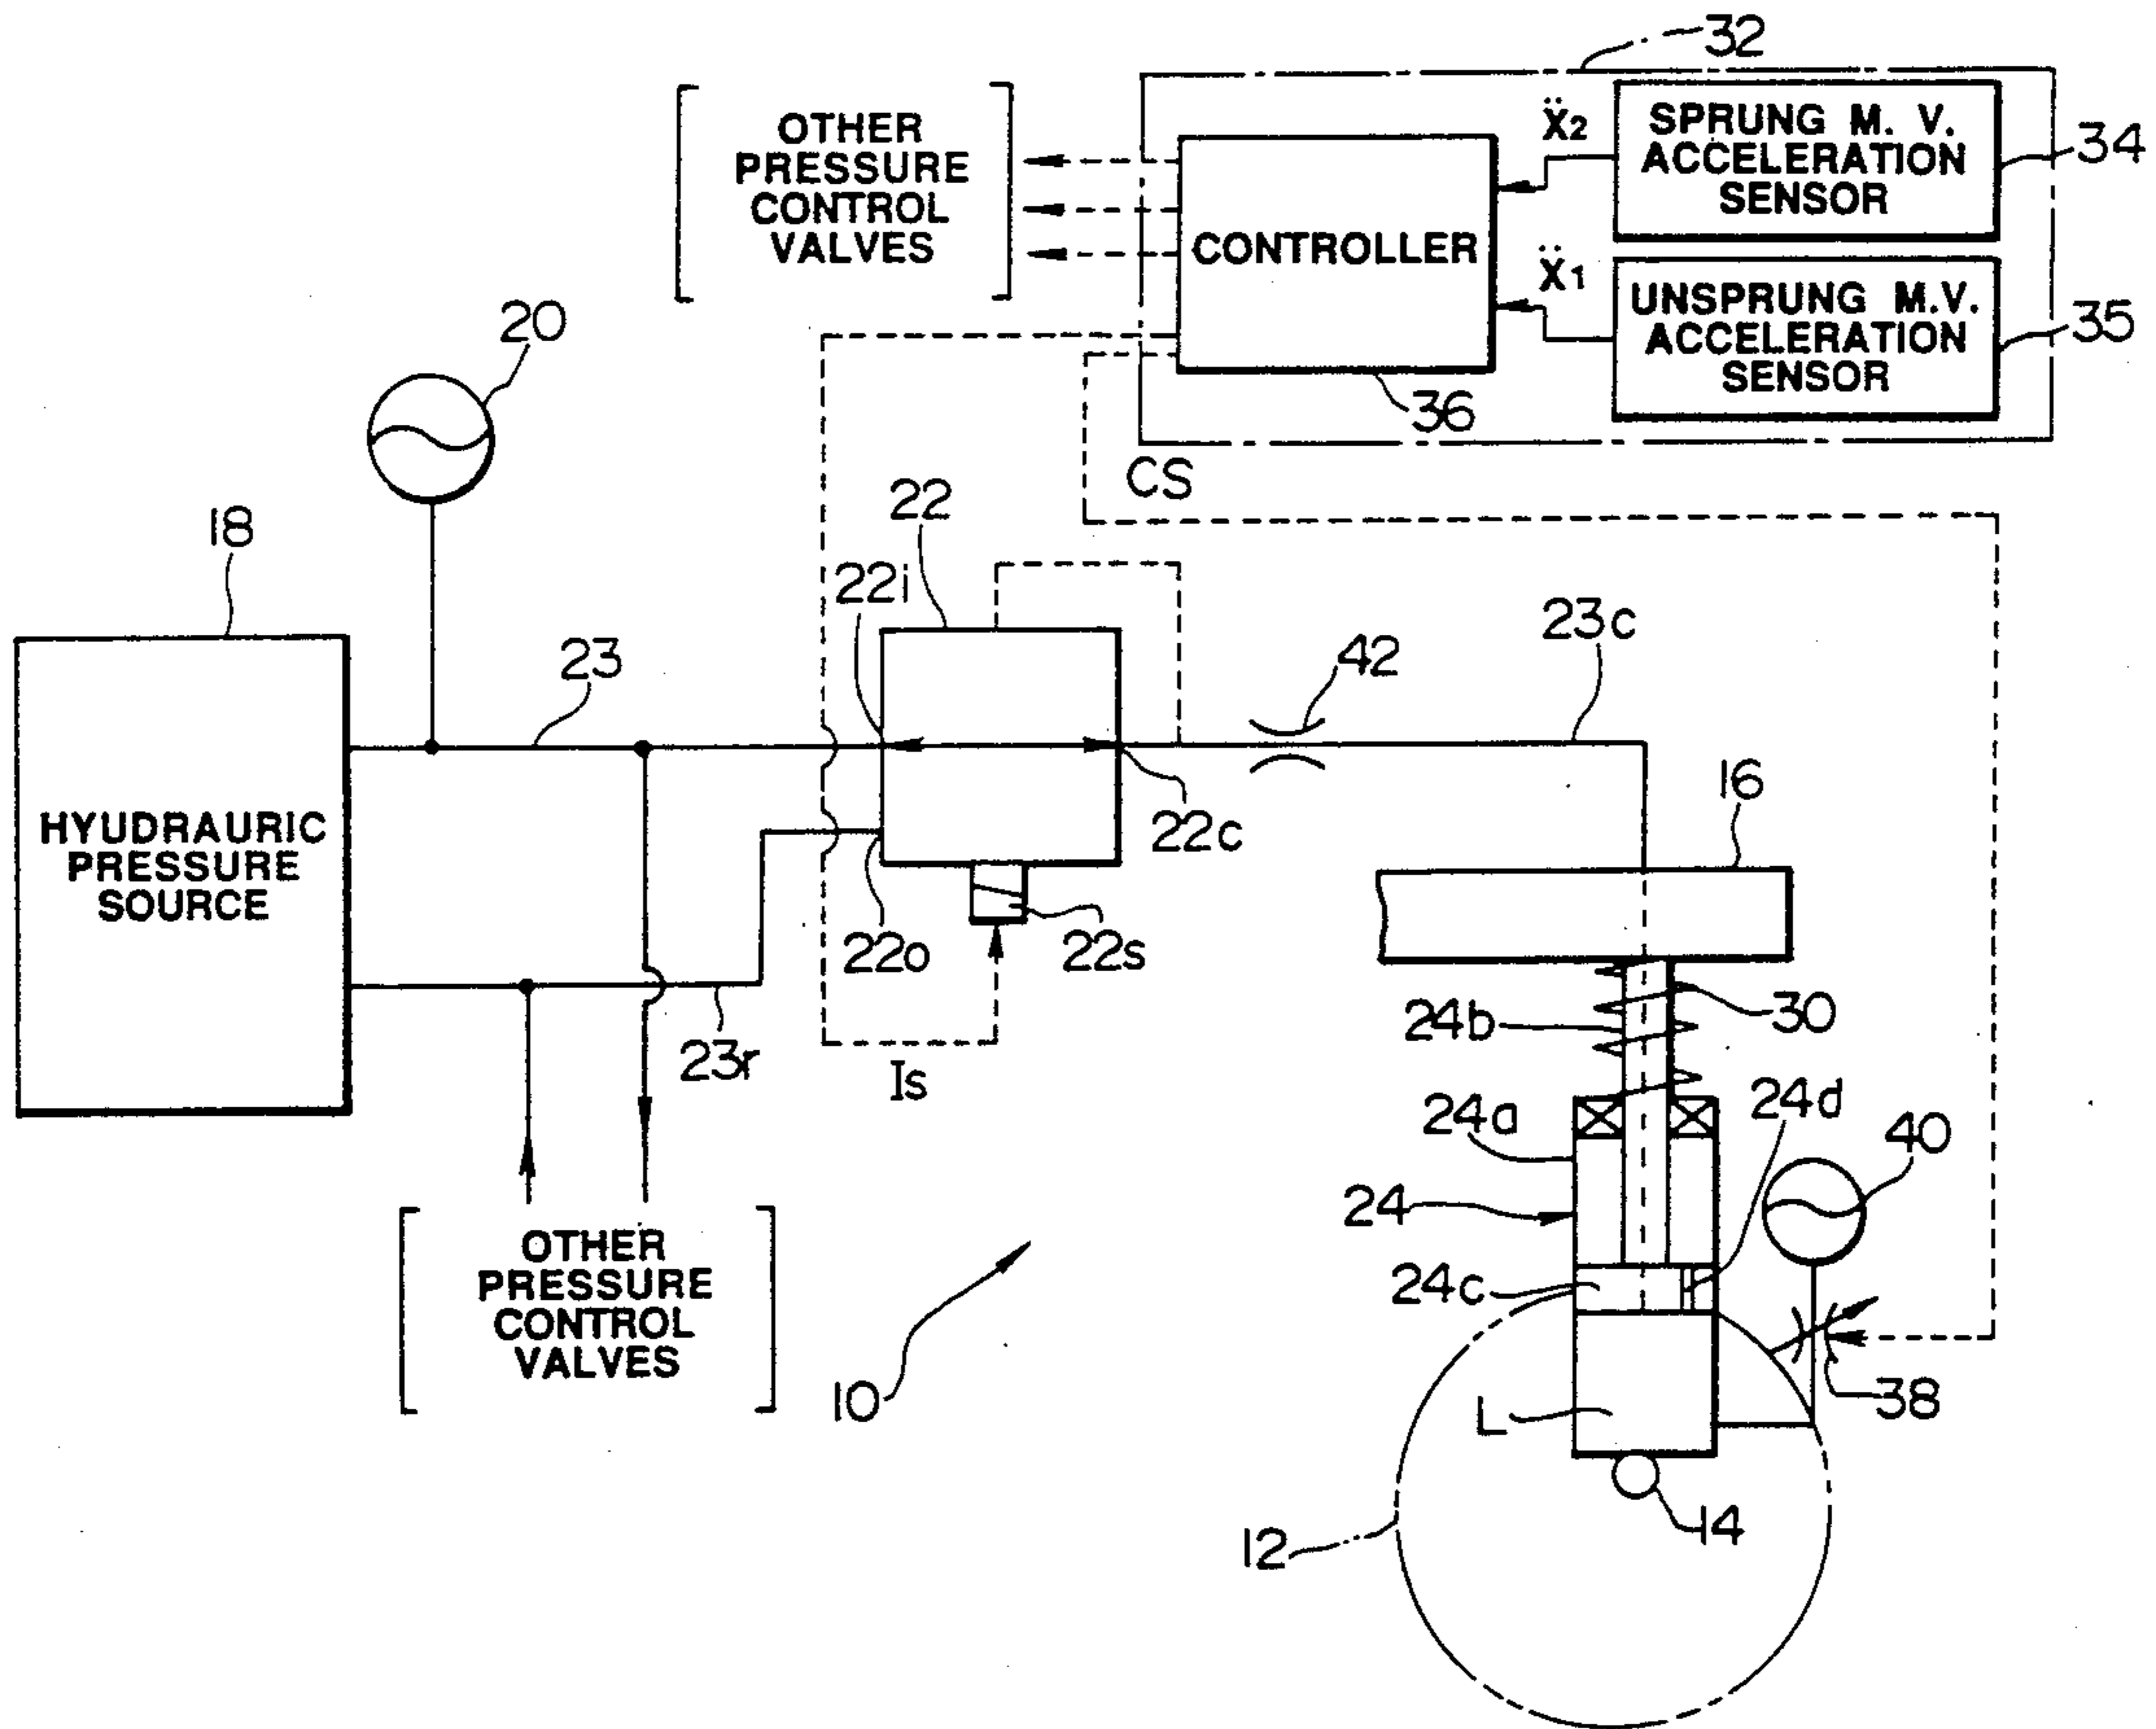 32
OTHER
PRESSURE
CONTROL
VALVES
CONTROLLER
Ẍ2
Ẍ1
SPRUNG M. V.
ACCELERATION
SENSOR
34
UNSPRUNG M.V.
ACCELERATION
SENSOR
35
36
20
CS
18
22
22i
23
42
23c
HYUDRAURIC
PRESSURE
SOURCE
22c
16
22o
22s
23r
Is
24b
30
24a
24d
40
24
24c
OTHER
PRESSURE
CONTROL
VALVES
10
38
L
14
12